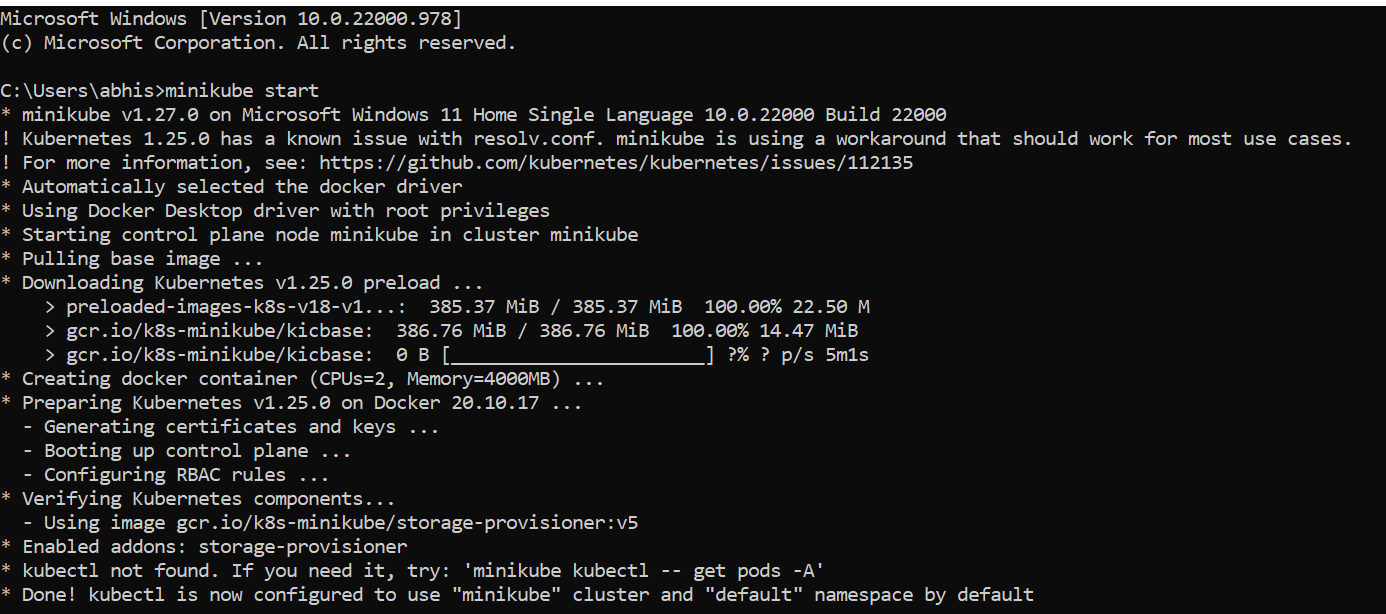 Microsoft Windows [Version 10.0.22000.978]
(c) Microsoft Corporation. All rights reserved.
C:\Users\abhis>minikube start
* minikube v1.27.0 on Microsoft Windows 11 Home Single Language 10.0.22000 Build 22000
! Kubernetes 1.25.0 has a known issue with resolv.conf. minikube is using a workaround that should work for most use cases.
! For more information, see: https://github.com/kubernetes/kubernetes/issues/112135
* Automatically selected the docker driver
* Using Docker Desktop driver with root privileges
* Starting control plane node minikube in cluster minikube
* Pulling base image ...
* Downloading Kubernetes v1.25.0 preload ...
    > preloaded-images-k8s-v18-v1...:  385.37 MiB / 385.37 MiB  100.00% 22.50 M
    > gcr.io/k8s-minikube/kicbase:  386.76 MiB / 386.76 MiB  100.00% 14.47 MiB
    > gcr.io/k8s-minikube/kicbase:  0 B [_______________________] ?% ? p/s 5m1s
* Creating docker container (CPUs=2, Memory=4000MB) ...
* Preparing Kubernetes v1.25.0 on Docker 20.10.17 ...
  - Generating certificates and keys ...
  - Booting up control plane ...
  - Configuring RBAC rules ...
* Verifying Kubernetes components...
  - Using image gcr.io/k8s-minikube/storage-provisioner:v5
* Enabled addons: storage-provisioner
* kubectl not found. If you need it, try: 'minikube kubectl -- get pods -A'
* Done! kubectl is now configured to use "minikube" cluster and "default" namespace by default